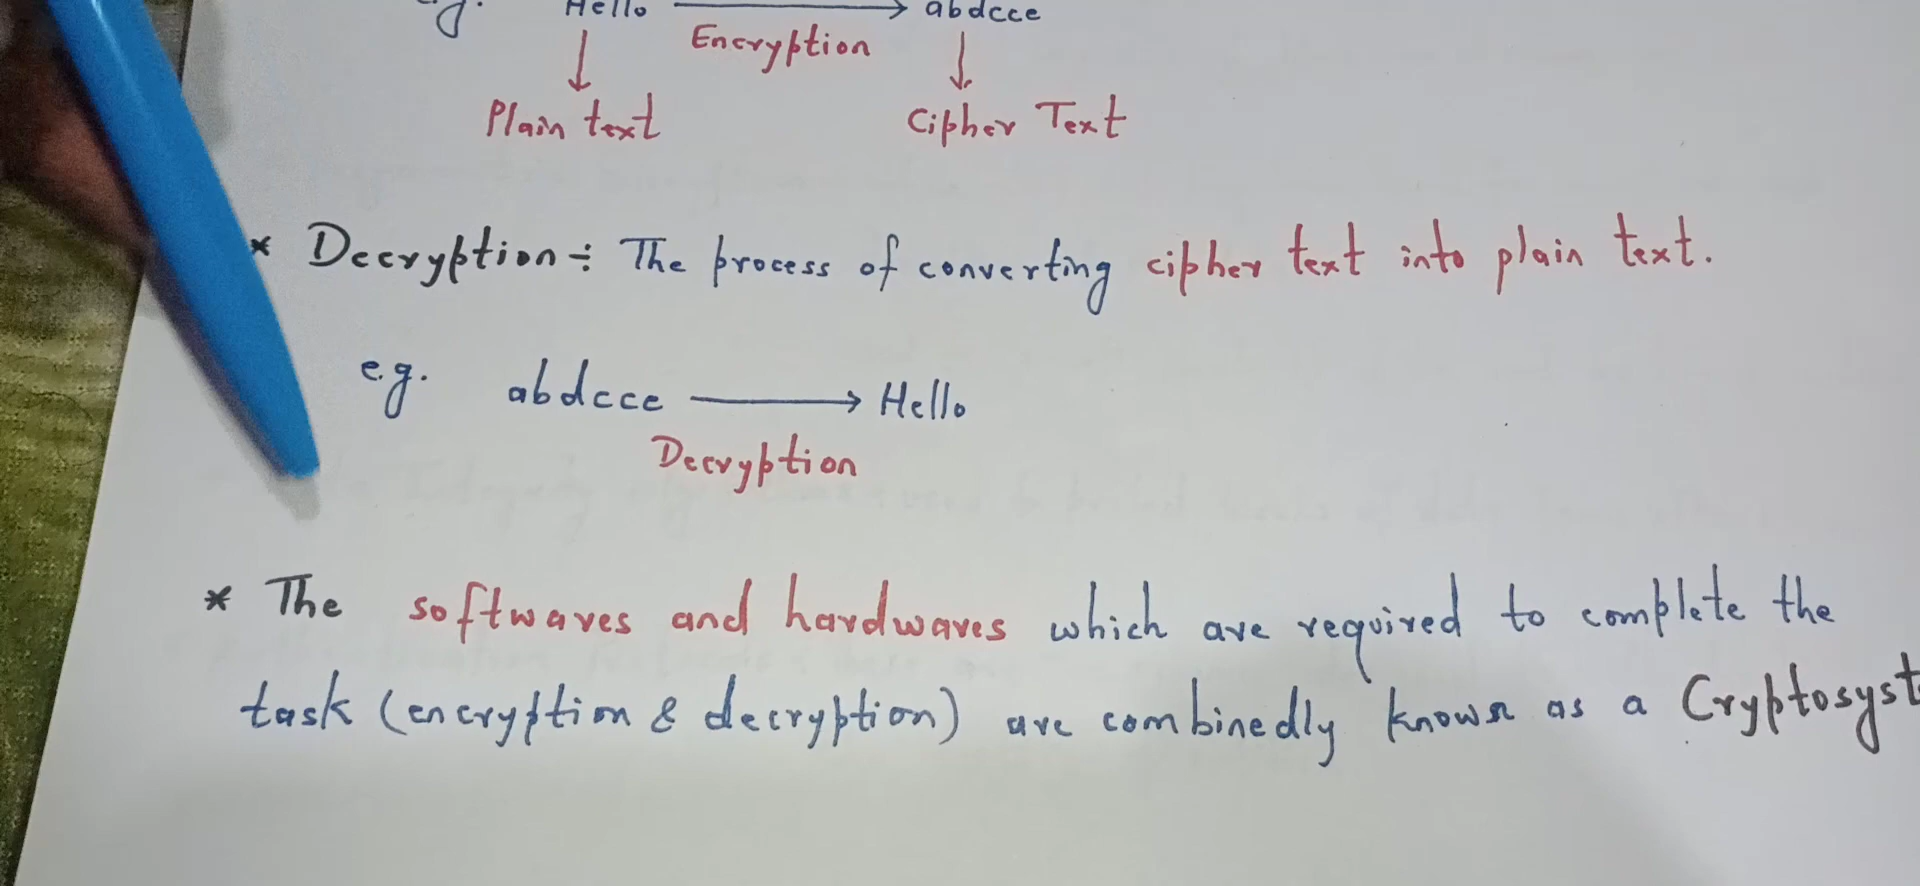 e.g. Hello → abdcce
Encryption
Plain text Cipher Text
* Decryption÷ The process of converting cipher text into plain text.
e.g. abdcce → Hello
Decryption
* The softwares and hardwares which are required to complete the
task (encryption & decryption) are combinedly known as a Cryptosyst